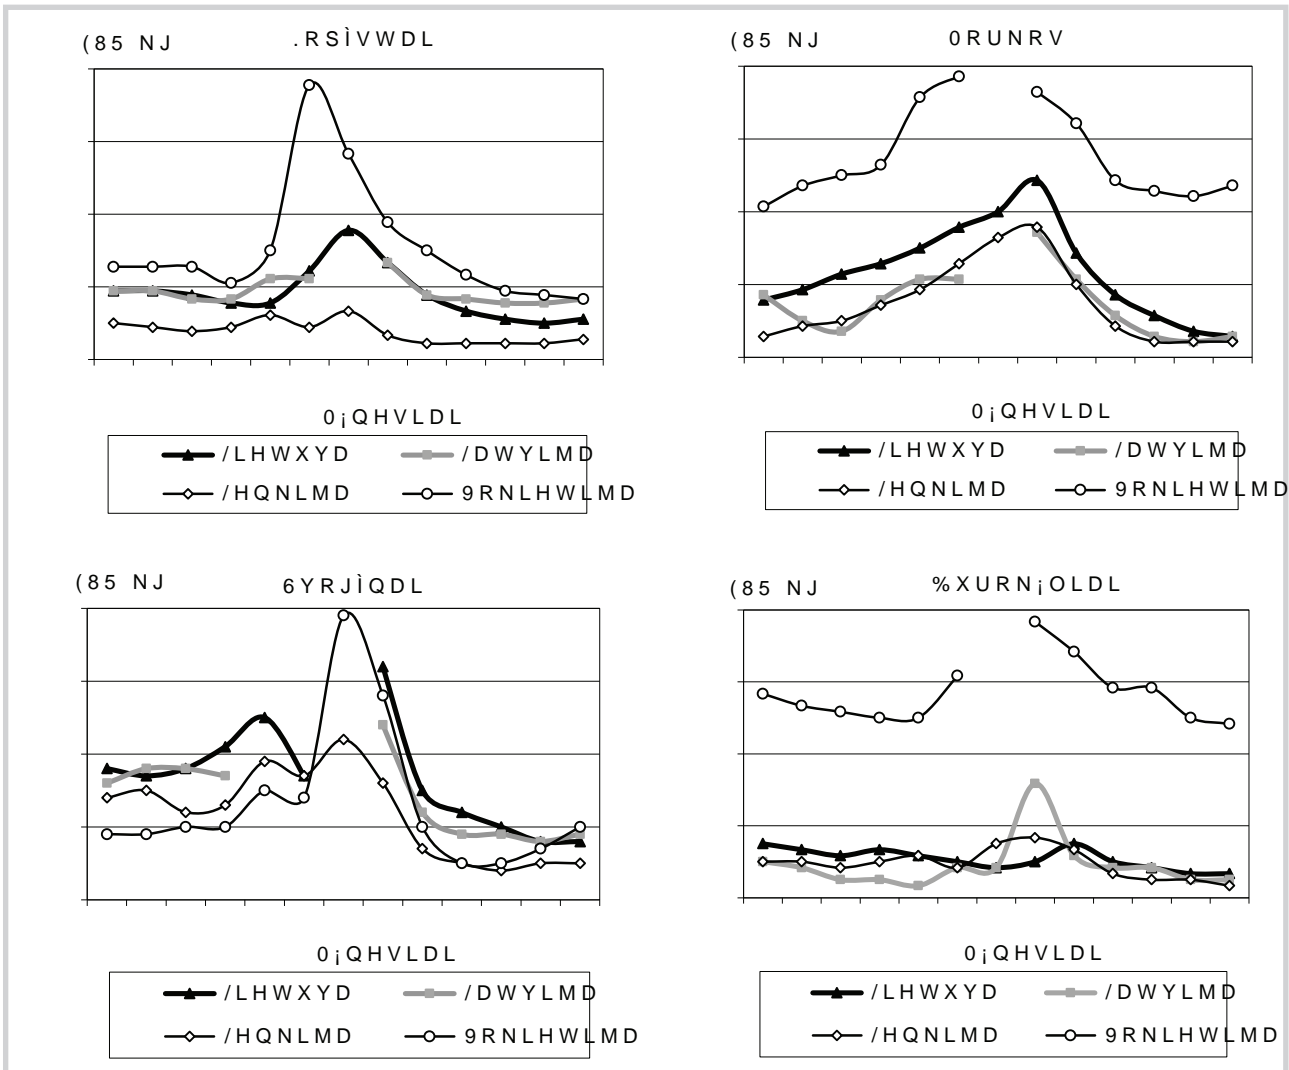 (85 NJ .RSÌVWDL
0¡QHVLDL
/LHWXYD /DWYLMD
/HQNLMD 9RNLHWLMD
(85 NJ 0RUNRV
0¡QHVLDL
/LHWXYD /DWYLMD
/HQNLMD 9RNLHWLMD
(85 NJ 6YRJÌQDL
0¡QHVLDL
/LHWXYD /DWYLMD
/HQNLMD 9RNLHWLMD
(85 NJ %XURN¡OLDL
0¡QHVLDL
/LHWXYD /DWYLMD
/HQNLMD 9RNLHWLMD